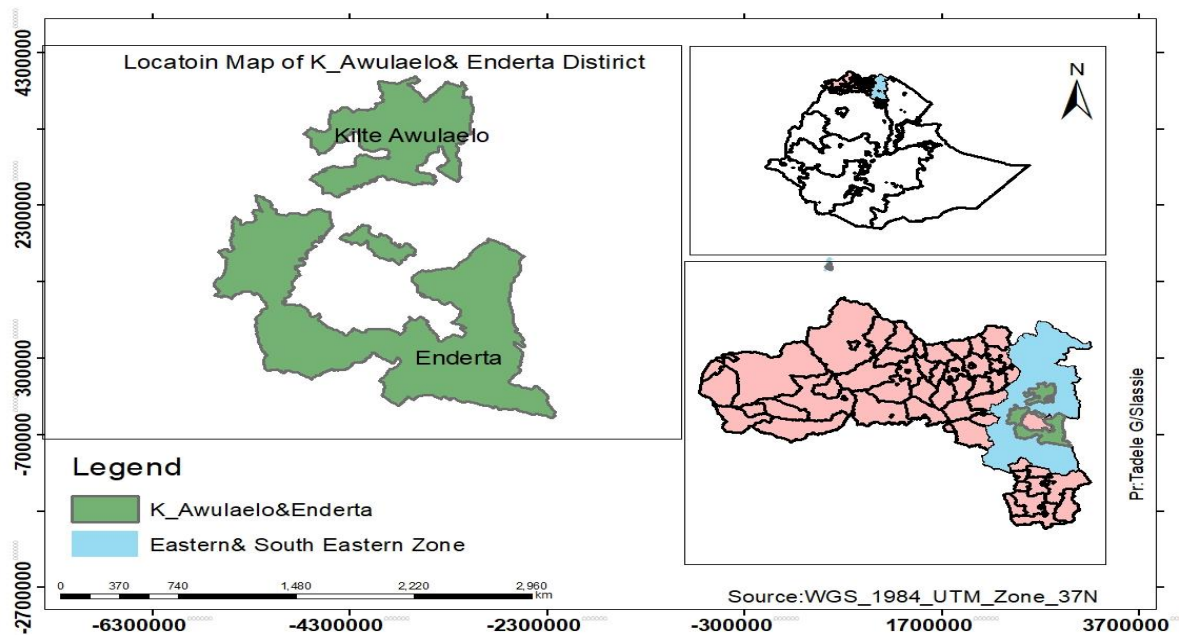 Locatoin Map of K_Awulaelo& Enderta Distirict
N
Kilte Awulaelo
Enderta
4300000
2300000
300000
-700000
-2700000
Legend
K_Awulaelo&Enderta
Eastern& South Eastern Zone
0 370 740 1,480 2,220 2,960
km
Pr:Tadele G/Slassie
Source:WGS_1984_UTM_Zone_37N
-6300000 -4300000 -2300000 -300000 1700000 3700000